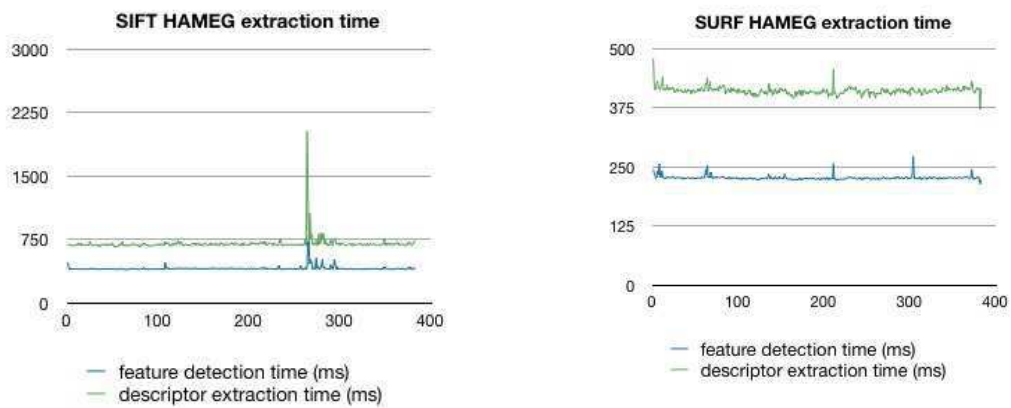 SIFT HAMEG extraction time
3000
2250
1500
750
0
0 100 200 300 400
feature detection time (ms)
descriptor extraction time (ms)
SURF HAMEG extraction time
500
375
250
125
0
0 100 200 300 400
feature detection time (ms)
descriptor extraction time (ms)